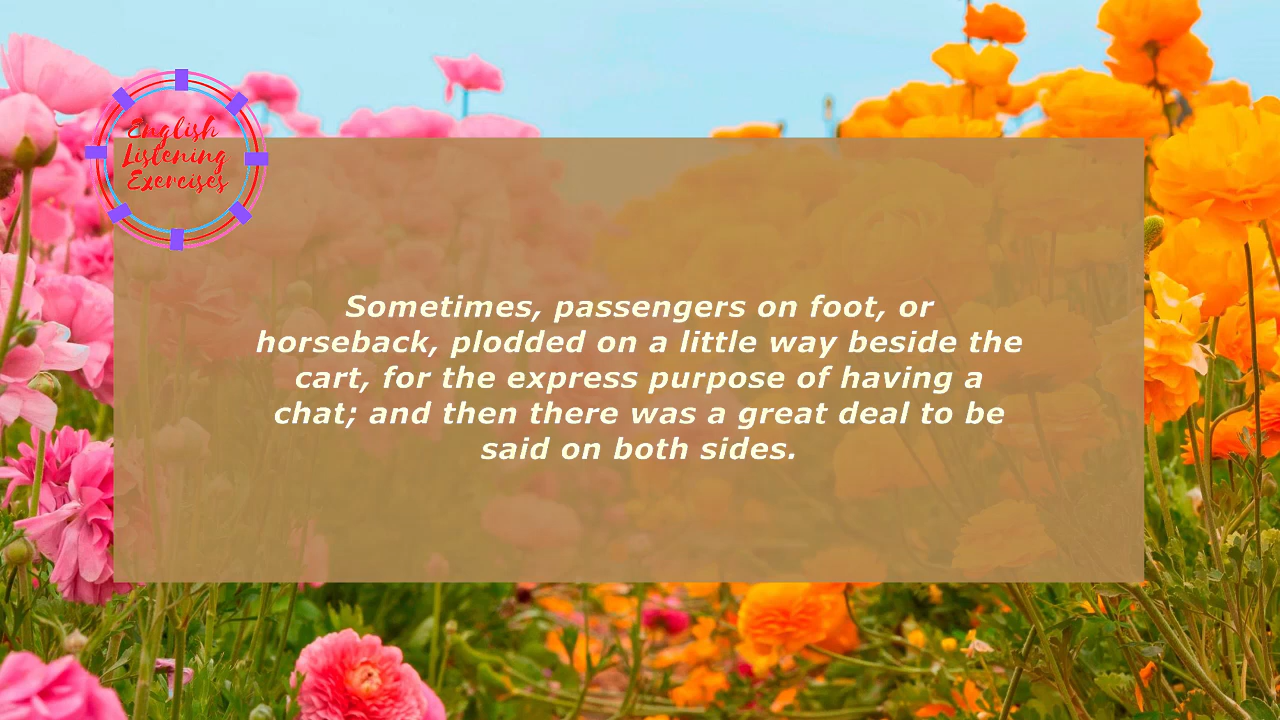 English
Listening
Exercises
Sometimes, passengers on foot, or
horseback, plodded on a little way beside the
cart, for the express purpose of having a
chat; and then there was a great deal to be
said on both sides.